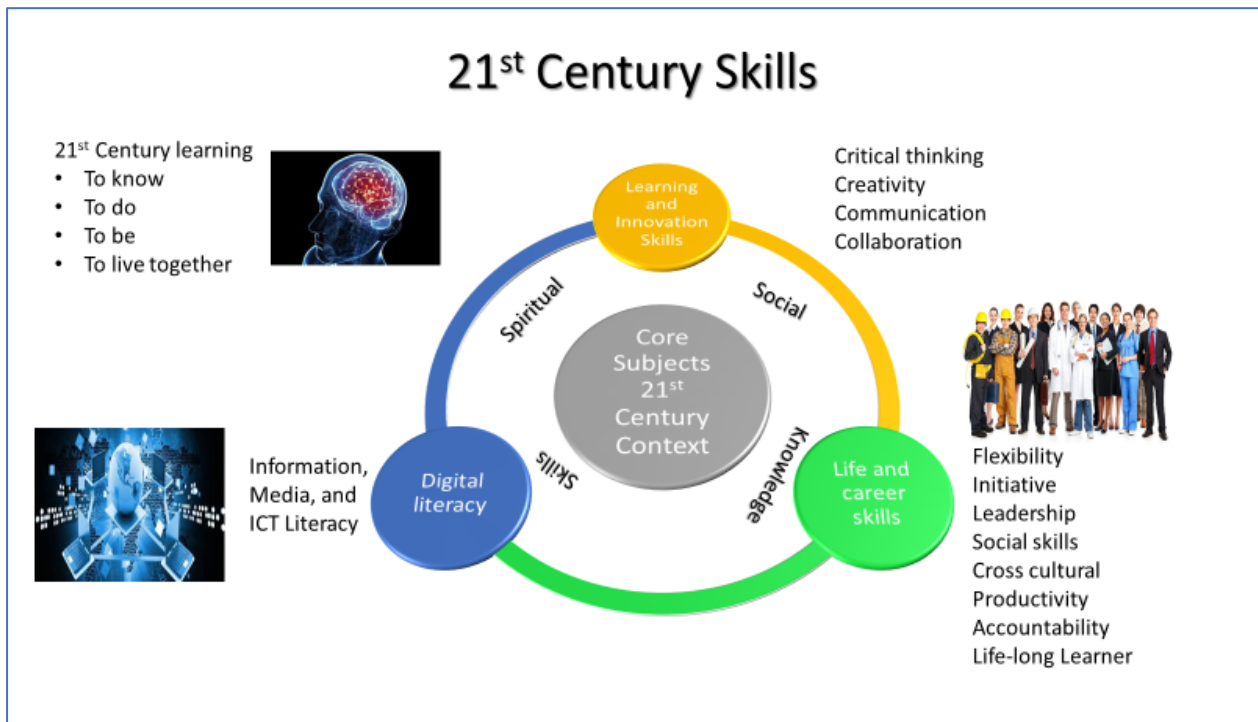 21st Century Skills
21st Century learning
• To know
• To do
• To be
• To live together
Learning
and
Innovation
Skills
Critical thinking
Creativity
Communication
Collaboration
Spiritual
Social
Core
Subjects
21st
Century
Context
Skills
Knowledge
Information,
Media, and
ICT Literacy
Digital
literacy
Life and
career
skills
Flexibility
Initiative
Leadership
Social skills
Cross cultural
Productivity
Accountability
Life-long Learner